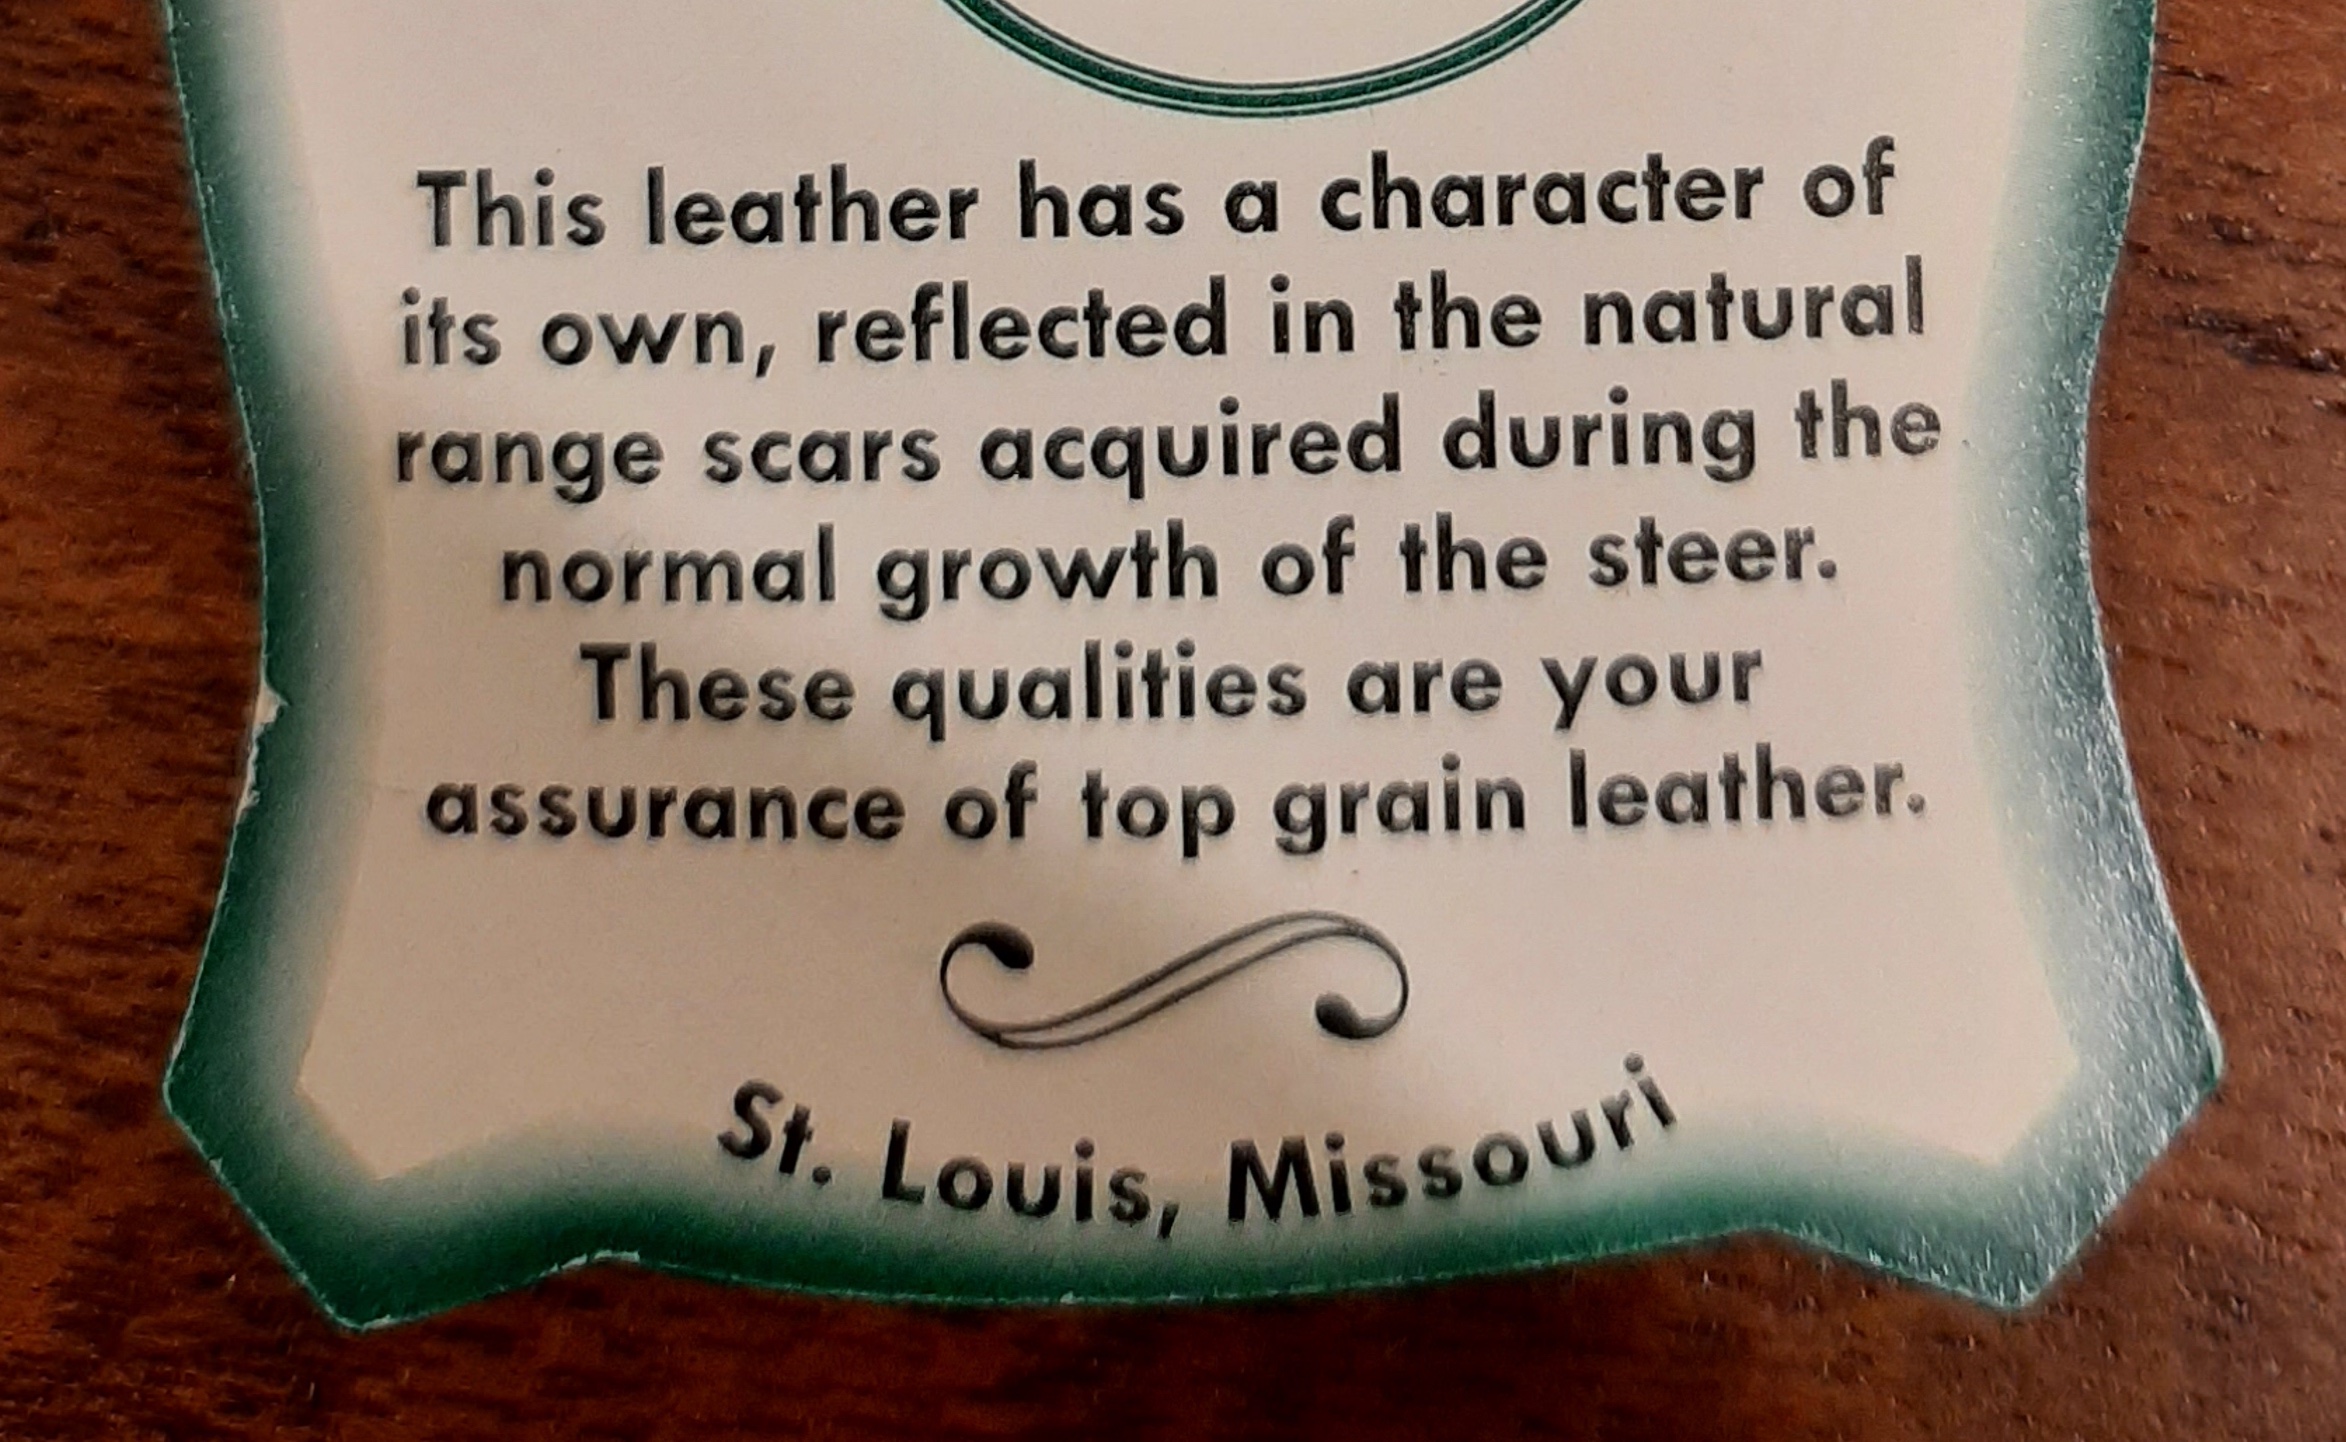 This leather has a character of
its own, reflected in the natural
range scars acquired during the
normal growth of the steer.
These qualities are your
assurance of top grain leather.
St. Louis, Missouri